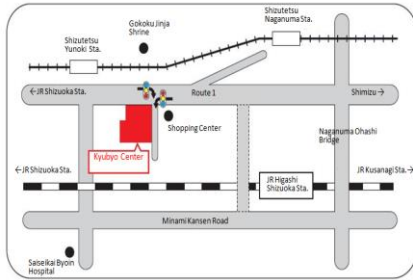 Shizutetsu
Naganuma Sta.
Gokoku Jinja
Shrine
Shizutetsu
Yunoki Sta.
←JR Shizuoka Sta.
Route 1
Shimizu→
Shopping Center
Naganuma Ohashi
Bridge
Kyubyo Center
←JR Shizuoka Sta.
JR Higashi
Shizuoka Sta.
JR Kusanagi Sta.→
Minami Kansen Road
Saiseikai Byoin
Hospital